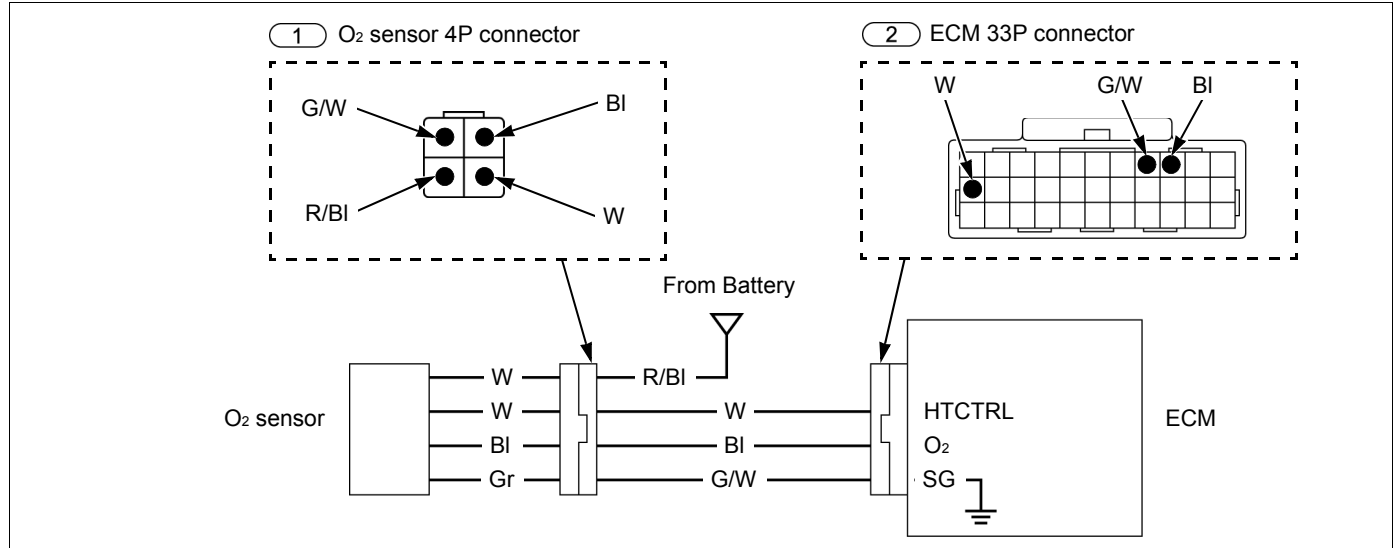 1 O₂ sensor 4P connector
2 ECM 33P connector
G/W
Bl
R/Bl
W
W
G/W
Bl
From Battery
O₂ sensor
W
R/Bl
W
W
HTCTRL
Bl
Bl
O₂
Gr
G/W
SG
ECM